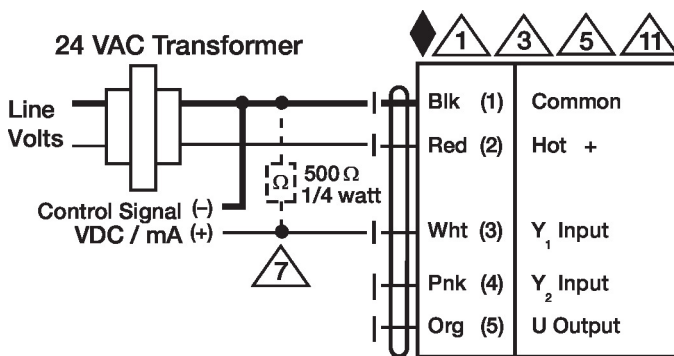 1 3 5 11
24 VAC Transformer
Line
Volts
Blk (1) Common
Red (2) Hot +
Ω 500 Ω
1/4 watt
Control Signal (–)
VDC / mA (+)
Wht (3) Y1 Input
7
Pnk (4) Y2 Input
Org (5) U Output